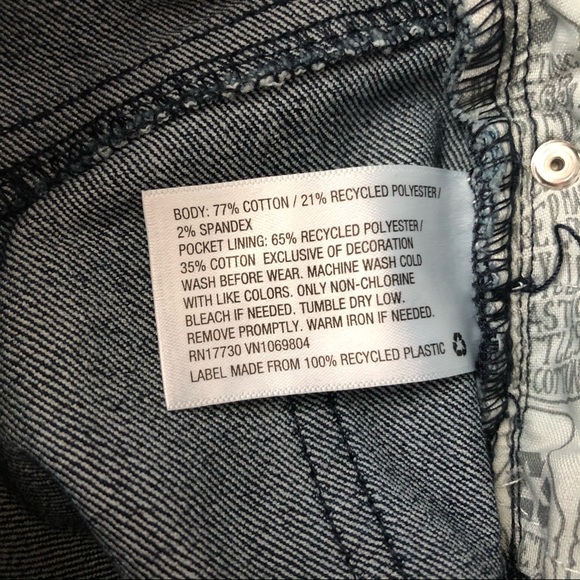 BODY: 77% COTTON / 21% RECYCLED POLYESTER /
2% SPANDEX
POCKET LINING: 65% RECYCLED POLYESTER /
35% COTTON EXCLUSIVE OF DECORATION
WASH BEFORE WEAR. MACHINE WASH COLD
WITH LIKE COLORS. ONLY NON-CHLORINE
BLEACH IF NEEDED. TUMBLE DRY LOW.
REMOVE PROMPTLY. WARM IRON IF NEEDED.
RN17730 VN1069804
LABEL MADE FROM 100% RECYCLED PLASTIC